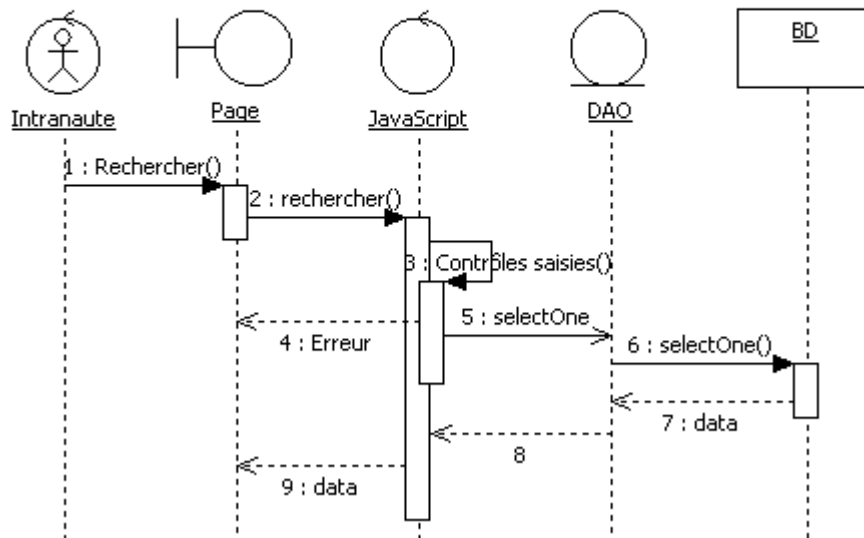 BD
Intranaute
Page
JavaScript
DAO
1 : Rechercher()
2 : rechercher()
3 : Contrôles saisies()
4 : Erreur
5 : selectOne
6 : selectOne()
7 : data
8
9 : data